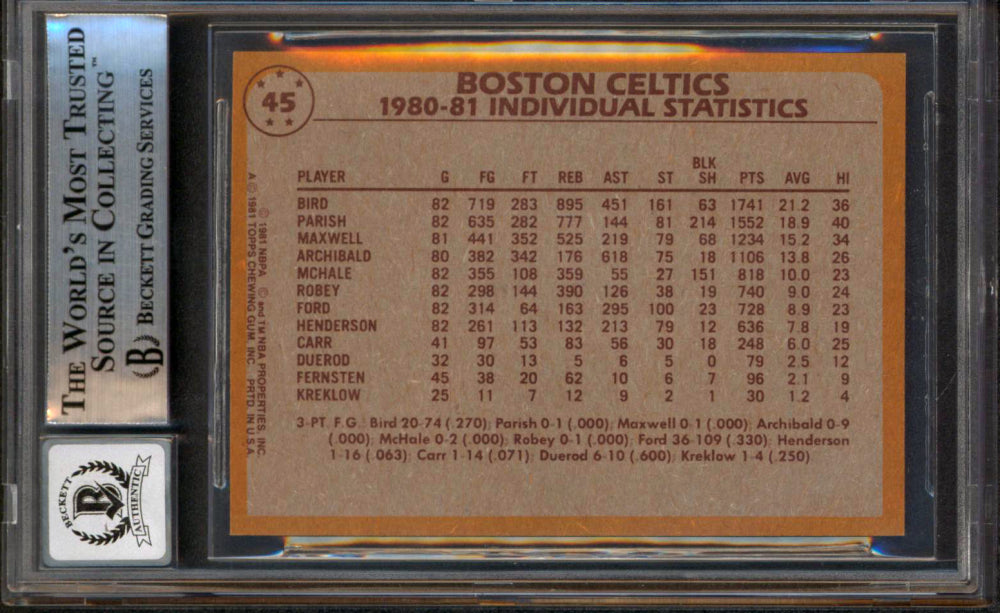 THE WORLD'S MOST TRUSTED
SOURCE IN COLLECTING™
BECKETT GRADING SERVICES
B
BECKETT
B
AUTHENTIC
45
BOSTON CELTICS
1980-81 INDIVIDUAL STATISTICS
PLAYER G FG FT REB AST ST BLK SH PTS AVG HI
BIRD 82 719 283 895 451 161 63 1741 21.2 36
PARISH 82 635 282 777 144 81 214 1552 18.9 40
MAXWELL 81 441 352 525 219 79 68 1234 15.2 34
ARCHIBALD 80 382 342 176 618 75 18 1106 13.8 26
MCHALE 82 355 108 359 55 27 151 818 10.0 23
ROBEY 82 298 144 390 126 38 19 740 9.0 24
FORD 82 314 64 163 295 100 23 728 8.9 23
HENDERSON 82 261 113 132 213 79 12 636 7.8 19
CARR 41 97 53 83 56 30 18 248 6.0 25
DUEROD 32 30 13 5 6 5 0 79 2.5 12
FERNSTEN 45 38 20 62 10 6 7 96 2.1 9
KREKLOW 25 11 7 12 9 2 1 30 1.2 4
3-PT. F.G.: Bird 20-74 (.270); Parish 0-1 (.000); Maxwell 0-1 (.000); Archibald 0-9
(.000); McHale 0-2 (.000); Robey 0-1 (.000); Ford 36-109 (.330); Henderson
1-16 (.063); Carr 1-14 (.071); Duerod 6-10 (.600); Kreklow 1-4 (.250)
© 1981 NBPA © and TM NBA PROPERTIES, INC.
A © 1981 TOPPS CHEWING GUM, INC. PRTD. IN U.S.A.